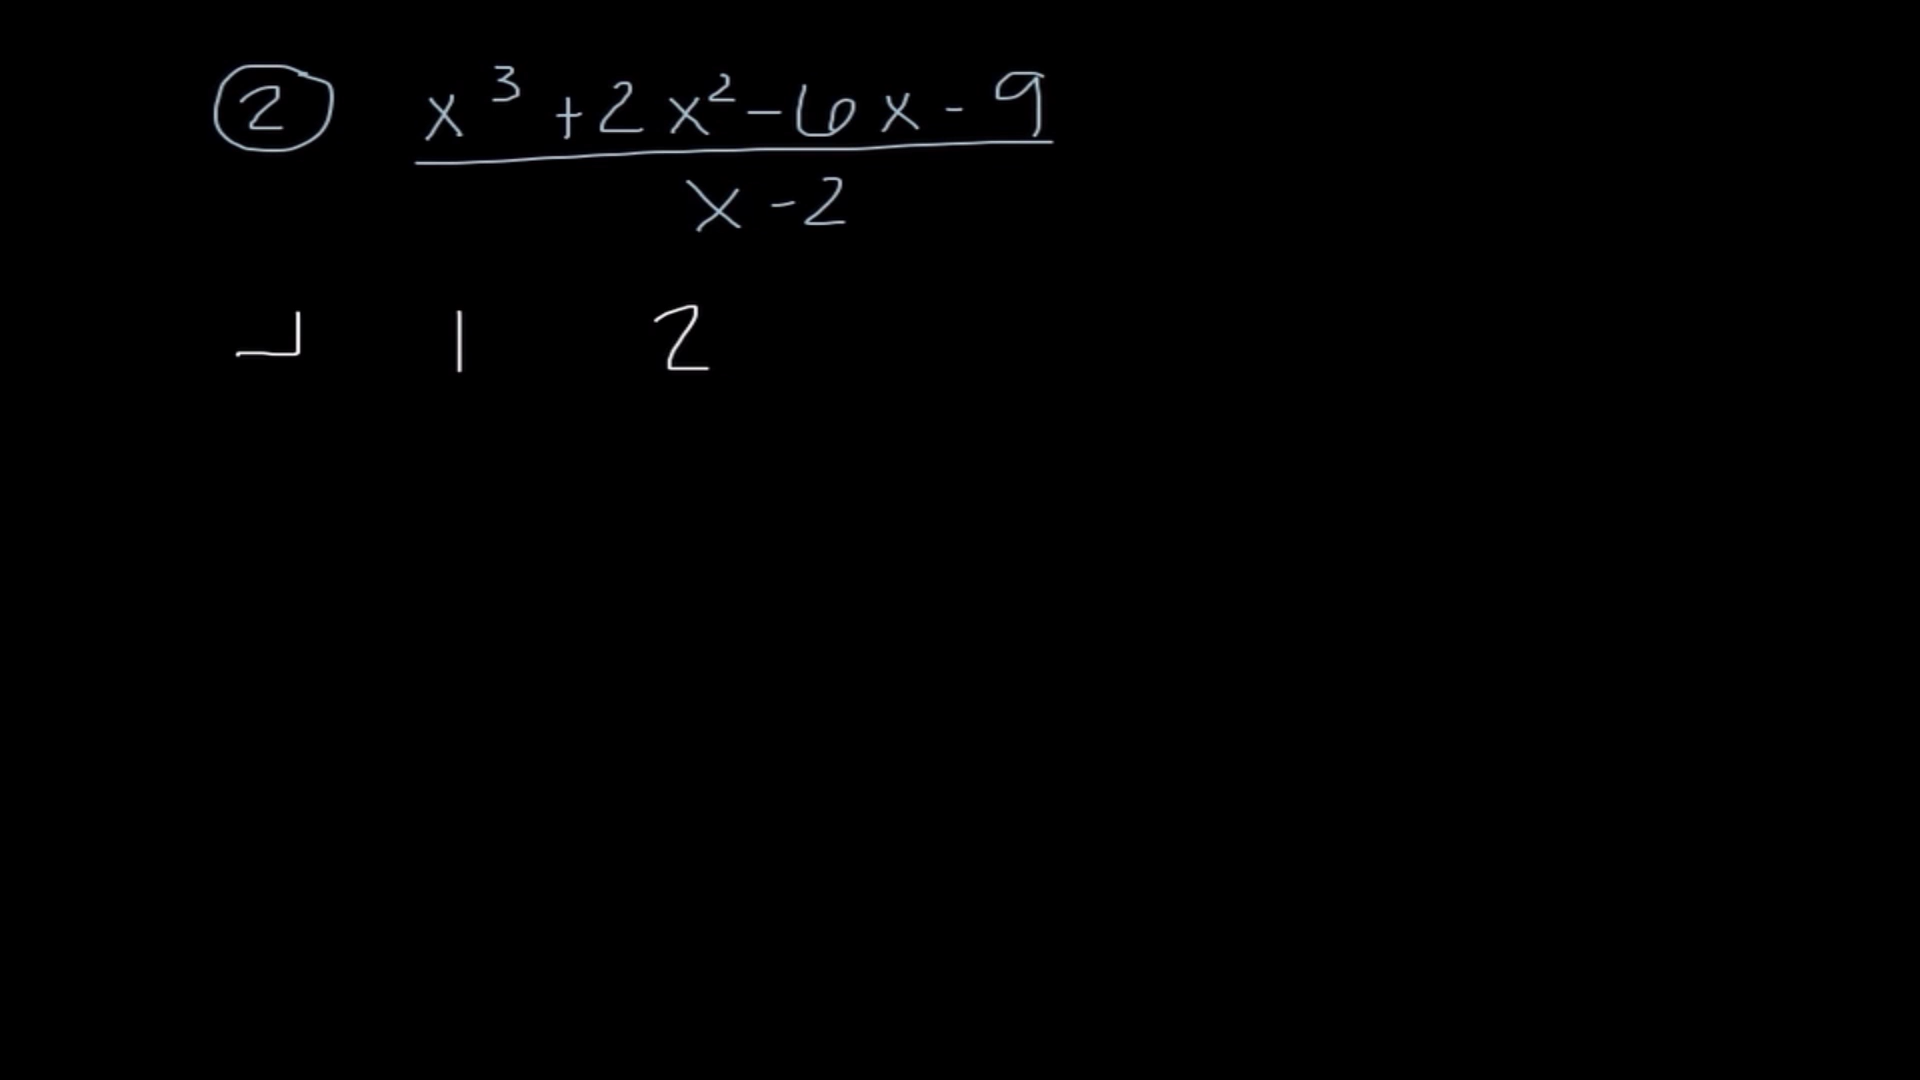 ② x³ + 2x² - 6x - 9
x - 2
⅃ 1 2